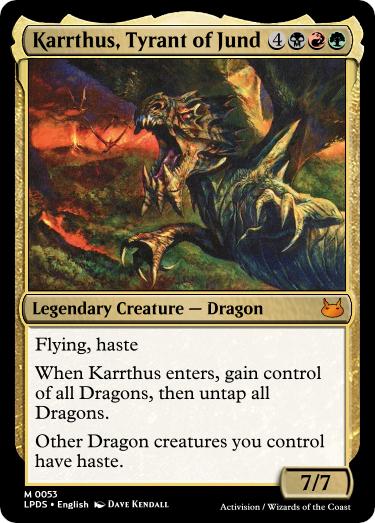 Karrthus, Tyrant of Jund 4
Legendary Creature — Dragon
Flying, haste
When Karrthus enters, gain control
of all Dragons, then untap all
Dragons.
Other Dragon creatures you control
have haste.
7/7
M 0053
LPDS • English DAVE KENDALL
Activision / Wizards of the Coast